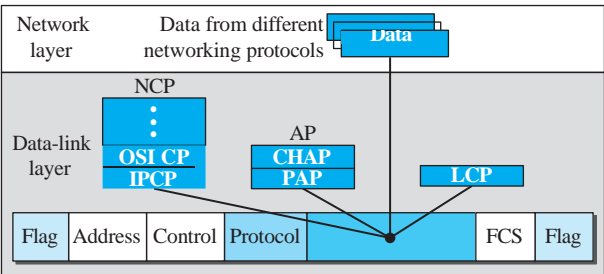 Network
layer
Data from different
networking protocols
Data
NCP
Data-link
layer
OSI CP
IPCP
AP
CHAP
PAP
LCP
Flag Address Control Protocol FCS Flag